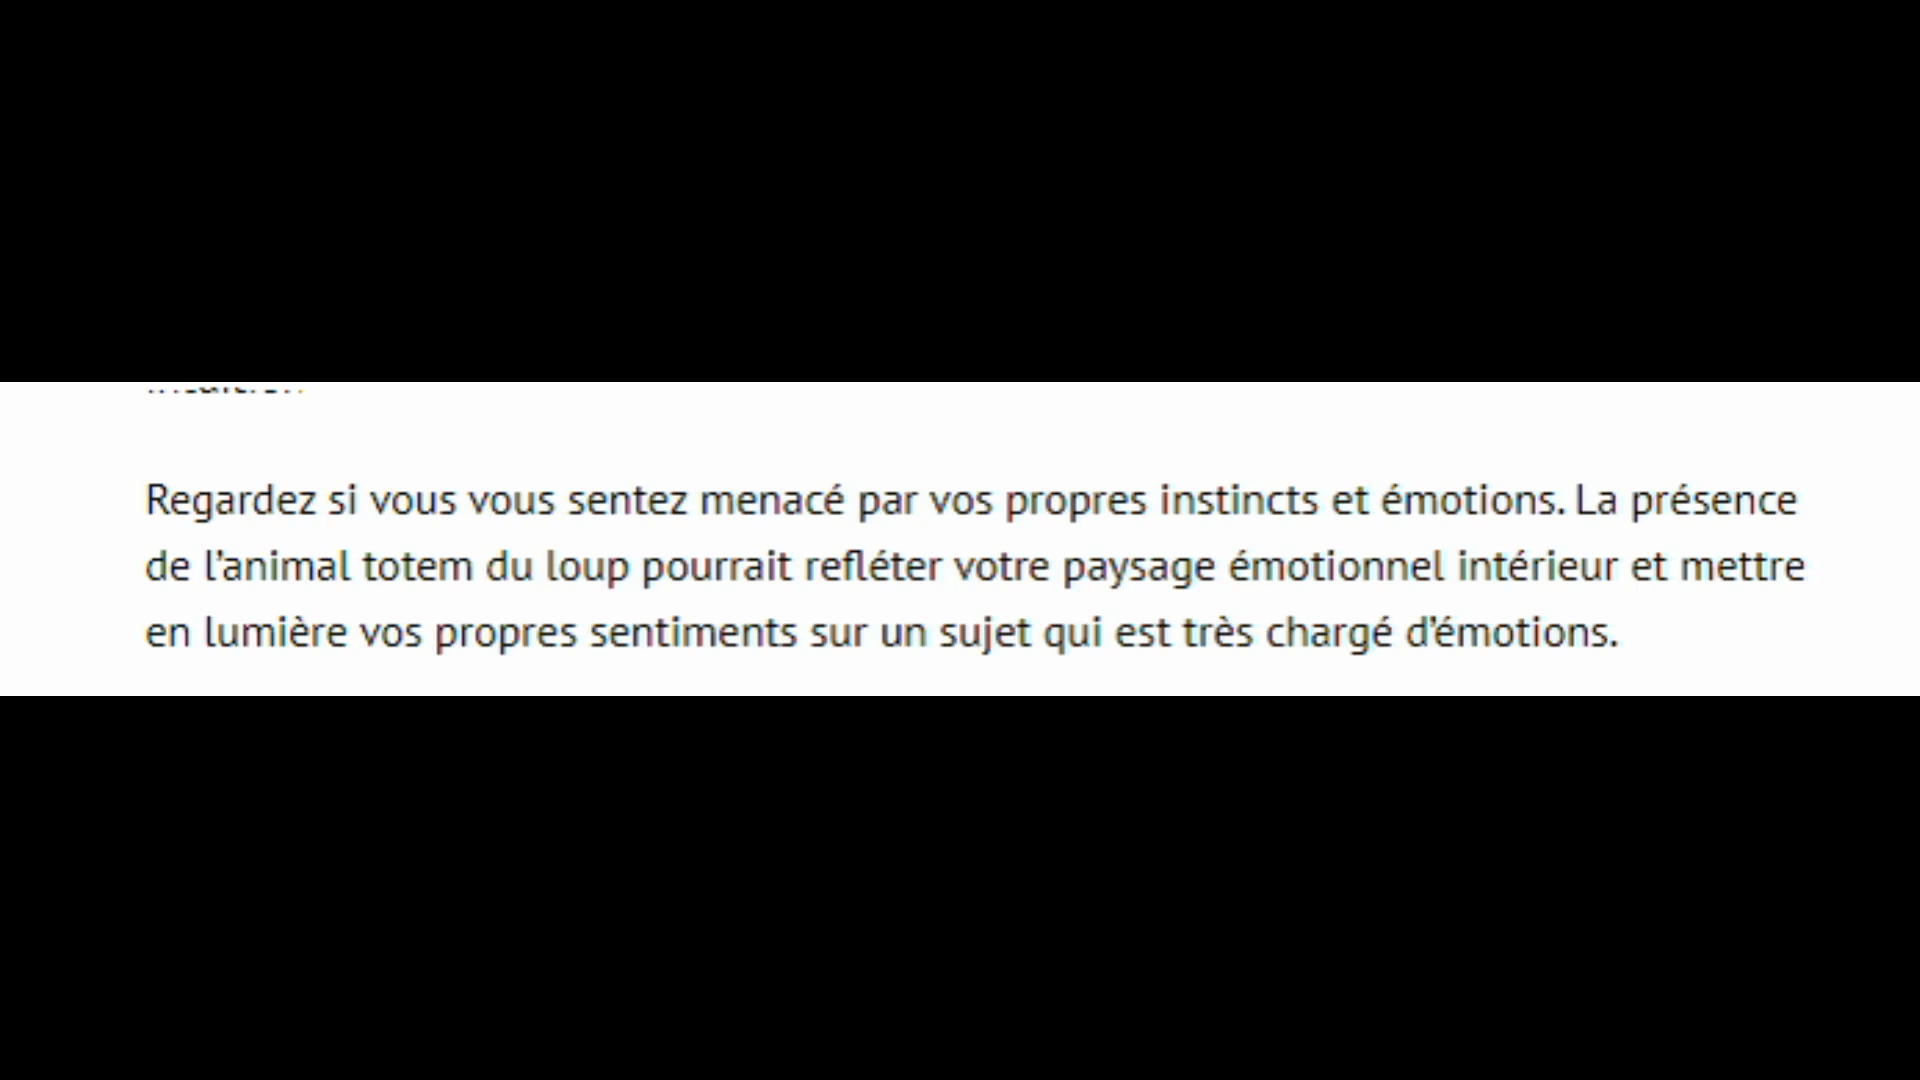 Regardez si vous vous sentez menacé par vos propres instincts et émotions. La présence
de l’animal totem du loup pourrait refléter votre paysage émotionnel intérieur et mettre
en lumière vos propres sentiments sur un sujet qui est très chargé d’émotions.